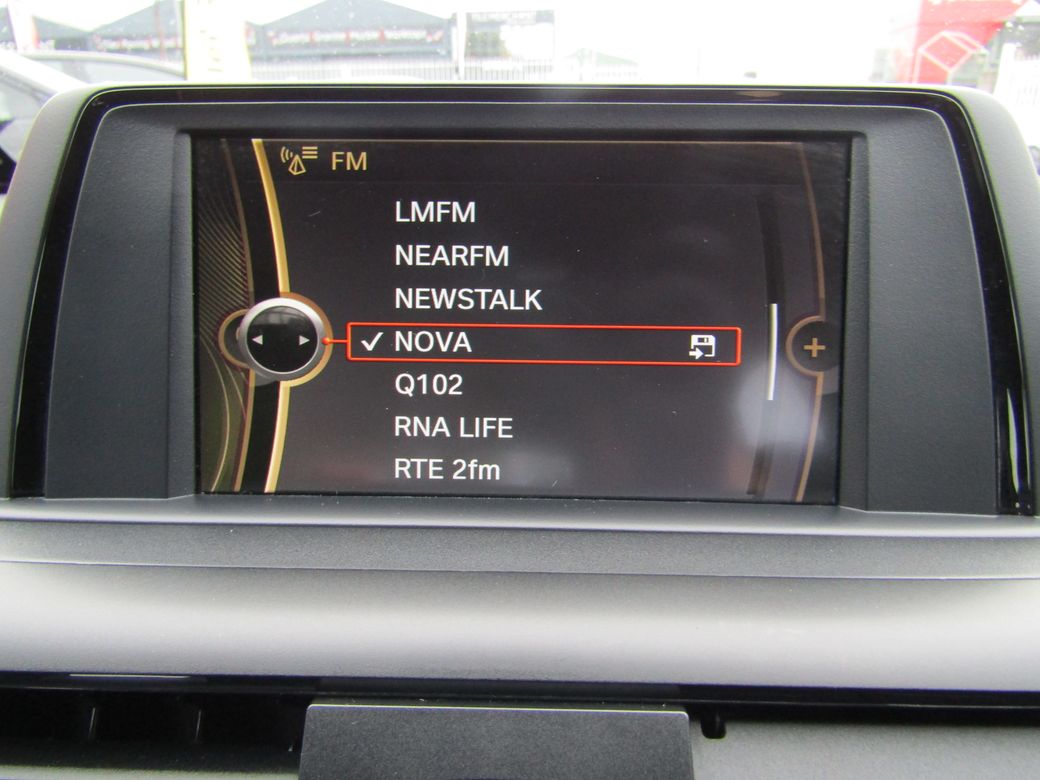 FM
LMFM
NEARFM
NEWSTALK
NOVA
Q102
RNA LIFE
RTE 2fm